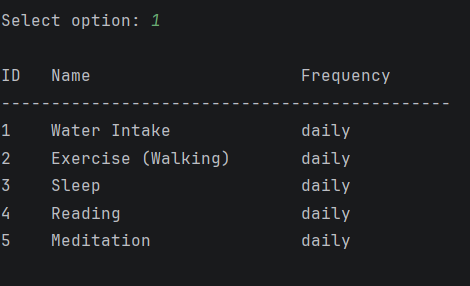 Select option: 1
ID   Name                     Frequency
---------------------------------------------
1    Water Intake             daily
2    Exercise (Walking)       daily
3    Sleep                    daily
4    Reading                  daily
5    Meditation               daily